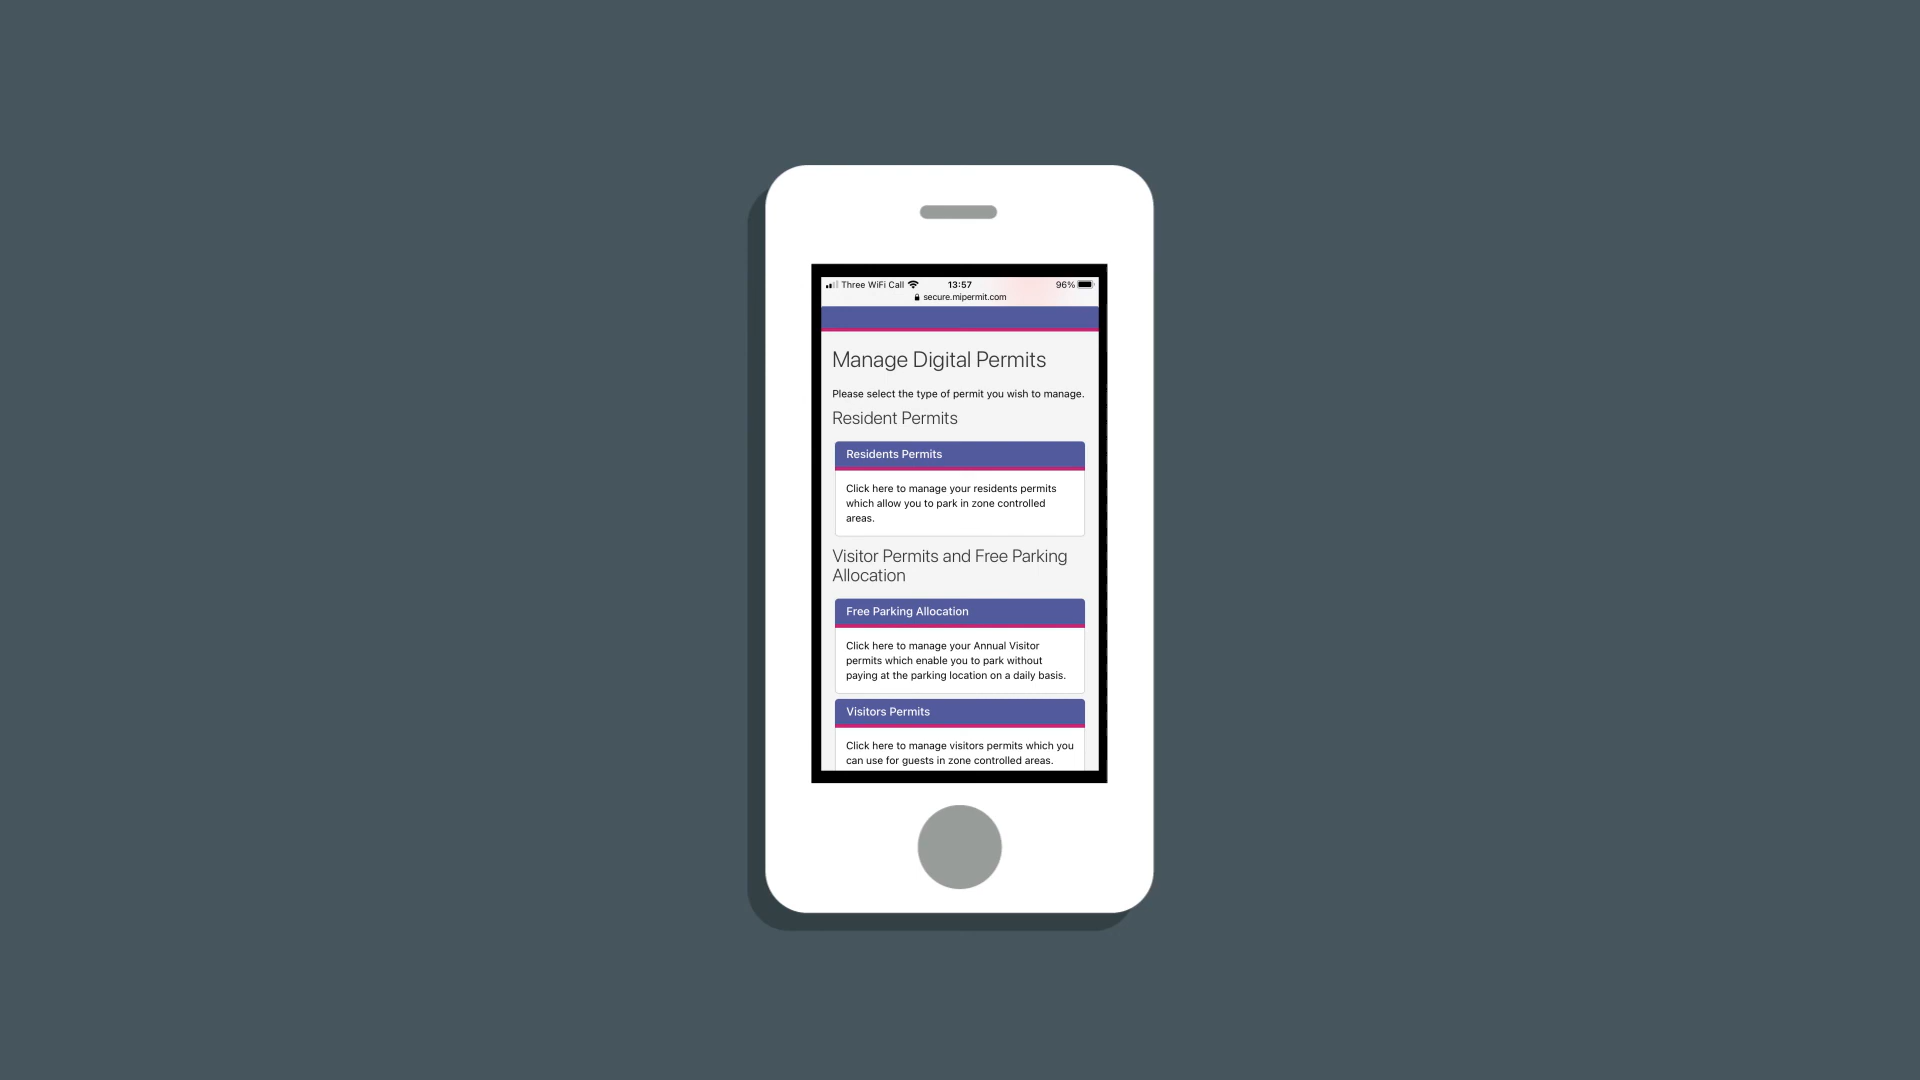 Three WiFi Call 13:57 96%
secure.mipermit.com
Manage Digital Permits
Please select the type of permit you wish to manage.
Resident Permits
Residents Permits
Click here to manage your residents permits
which allow you to park in zone controlled
areas.
Visitor Permits and Free Parking
Allocation
Free Parking Allocation
Click here to manage your Annual Visitor
permits which enable you to park without
paying at the parking location on a daily basis.
Visitors Permits
Click here to manage visitors permits which you
can use for guests in zone controlled areas.